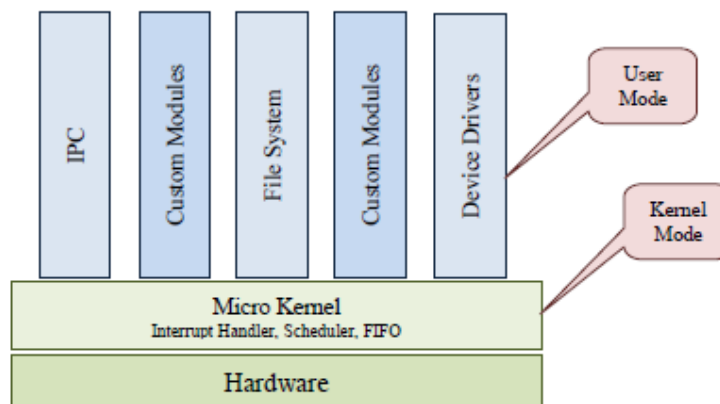 IPC
Custom Modules
File System
Custom Modules
Device Drivers
User
Mode
Kernel
Mode
Micro Kernel
Interrupt Handler, Scheduler, FIFO
Hardware